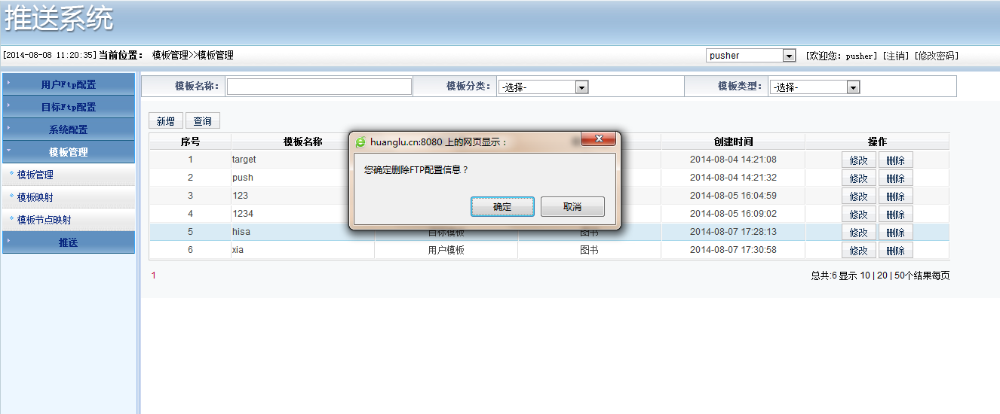 推送系统
[2014-08-08 11:20:35] 当前位置： 模板管理>>模板管理 pusher [欢迎您: pusher] [注销] [修改密码]
用户Ftp配置
目标Ftp配置
系统配置
模板管理
模板管理
模板映射
模板节点映射
推送
模板名称： 模板分类： -选择- 模板类型： -选择-
新增 查询
序号 模板名称 创建时间 操作
1 target 2014-08-04 14:21:08 修改 删除
2 push 2014-08-04 14:21:32 修改 删除
3 123 2014-08-05 16:04:59 修改 删除
4 1234 2014-08-05 16:09:02 修改 删除
5 hisa 目标模板 图书 2014-08-07 17:28:13 修改 删除
6 xia 用户模板 图书 2014-08-07 17:30:58 修改 删除
1 总共:6 显示 10 | 20 | 50个结果每页
huanglu.cn:8080 上的网页显示：
您确定删除FTP配置信息？
确定 取消